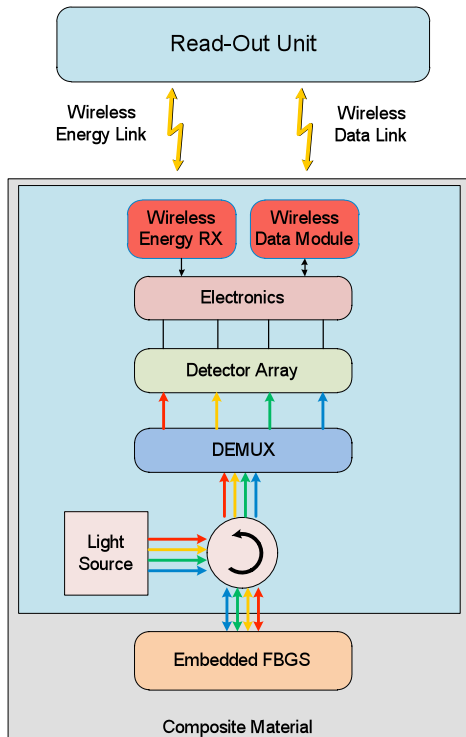 Read-Out Unit
Wireless
Energy Link
Wireless
Data Link
Wireless
Energy RX
Wireless
Data Module
Electronics
Detector Array
DEMUX
Light
Source
Embedded FBGS
Composite Material